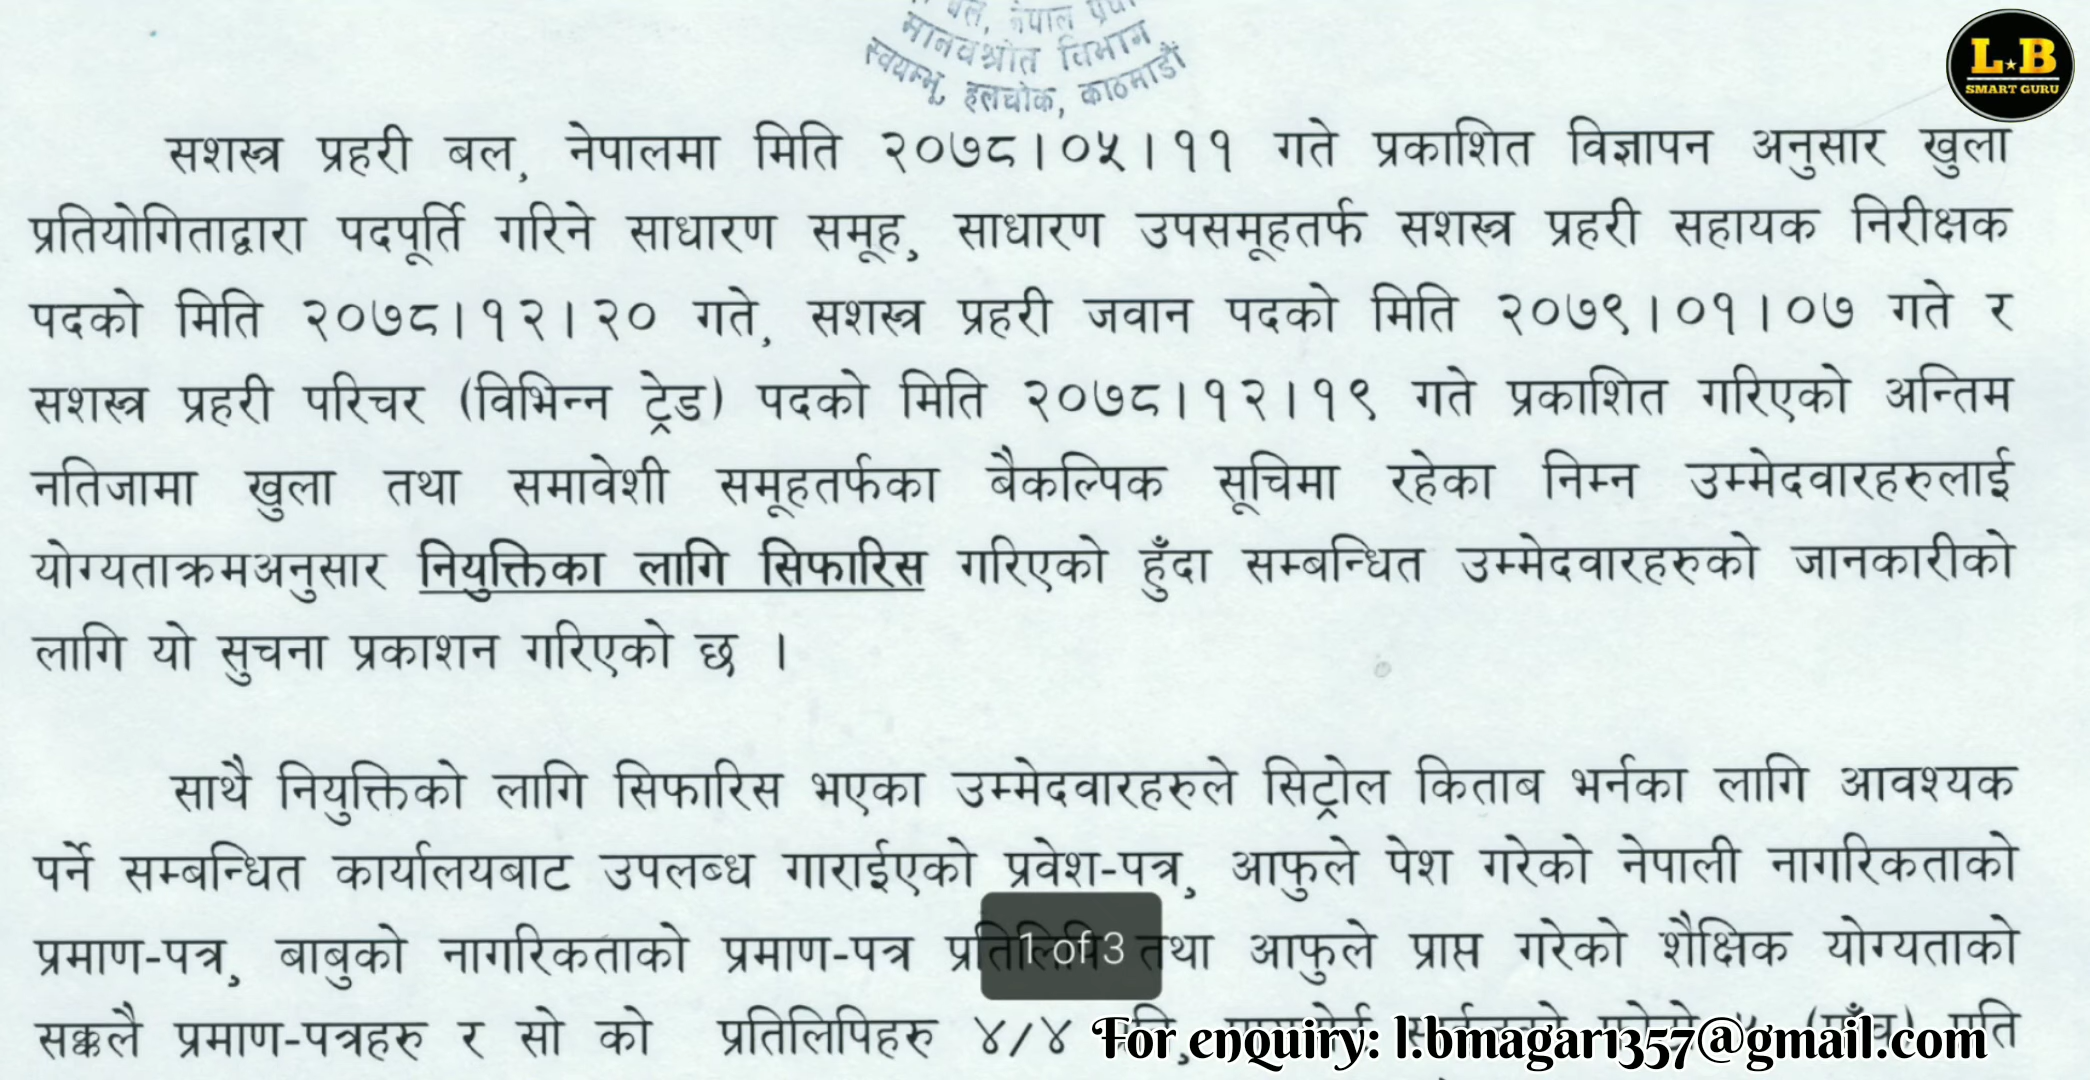 मानवश्रोत विभाग
स्वयम्भू, हलचोक, काठमाडौं
L★B
SMART GURU
सशस्त्र प्रहरी बल, नेपालमा मिति २०७८।०५।११ गते प्रकाशित विज्ञापन अनुसार खुला
प्रतियोगिताद्वारा पदपूर्ति गरिने साधारण समूह, साधारण उपसमूहतर्फ सशस्त्र प्रहरी सहायक निरीक्षक
पदको मिति २०७८।१२।२० गते, सशस्त्र प्रहरी जवान पदको मिति २०७९।०१।०७ गते र
सशस्त्र प्रहरी परिचर (विभिन्न ट्रेड) पदको मिति २०७८।१२।१९ गते प्रकाशित गरिएको अन्तिम
नतिजामा खुला तथा समावेशी समूहतर्फका बैकल्पिक सूचिमा रहेका निम्न उम्मेदवारहरुलाई
योग्यताक्रमअनुसार नियुक्तिका लागि सिफारिस गरिएको हुँदा सम्बन्धित उम्मेदवारहरुको जानकारीको
लागि यो सुचना प्रकाशन गरिएको छ ।
साथै नियुक्तिको लागि सिफारिस भएका उम्मेदवारहरुले सिट्रोल किताब भर्नका लागि आवश्यक
पर्ने सम्बन्धित कार्यालयबाट उपलब्ध गाराईएको प्रवेश-पत्र, आफुले पेश गरेको नेपाली नागरिकताको
प्रमाण-पत्र, बाबुको नागरिकताको प्रमाण-पत्र प्रतिलिपि तथा आफुले प्राप्त गरेको शैक्षिक योग्यताको
1 of 3
सक्कलै प्रमाण-पत्रहरु र सो को प्रतिलिपिहरु ४/४ प्रति
For enquiry: l.bmagar1357@gmail.com